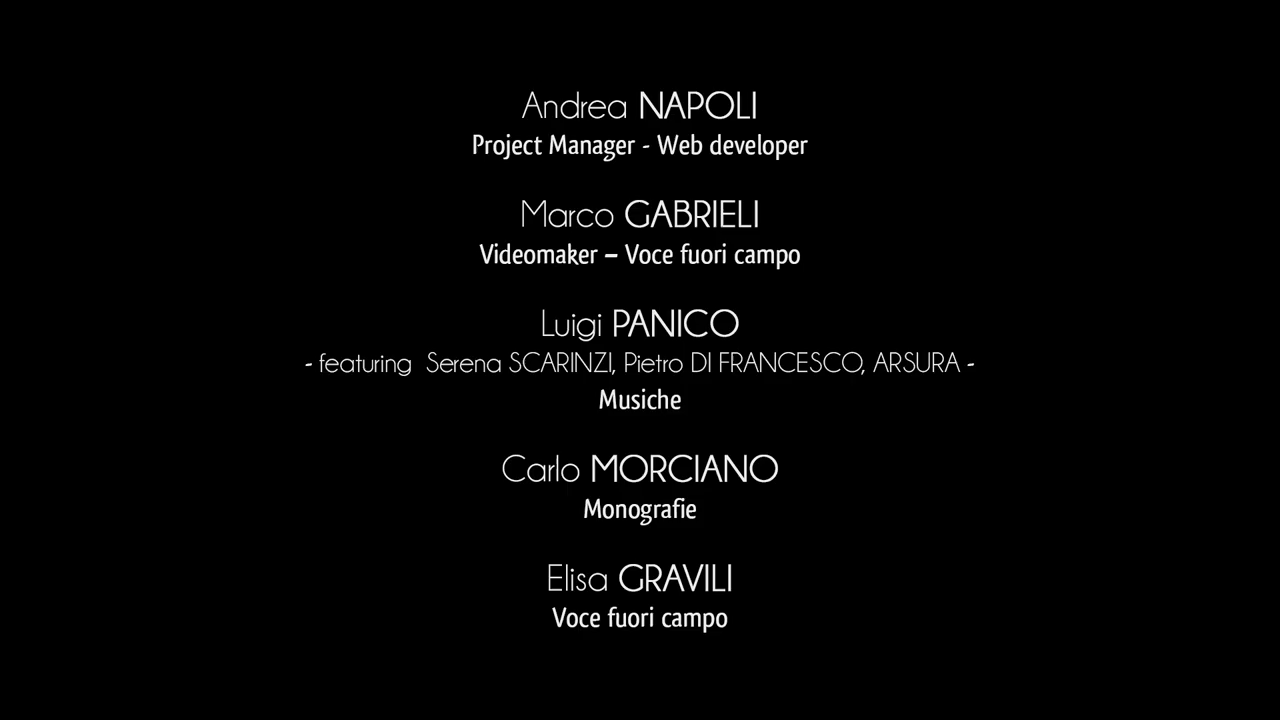 Andrea NAPOLI
Project Manager - Web developer
Marco GABRIELI
Videomaker – Voce fuori campo
Luigi PANICO
- featuring  Serena SCARINZI, Pietro DI FRANCESCO, ARSURA -
Musiche
Carlo MORCIANO
Monografie
Elisa GRAVILI
Voce fuori campo